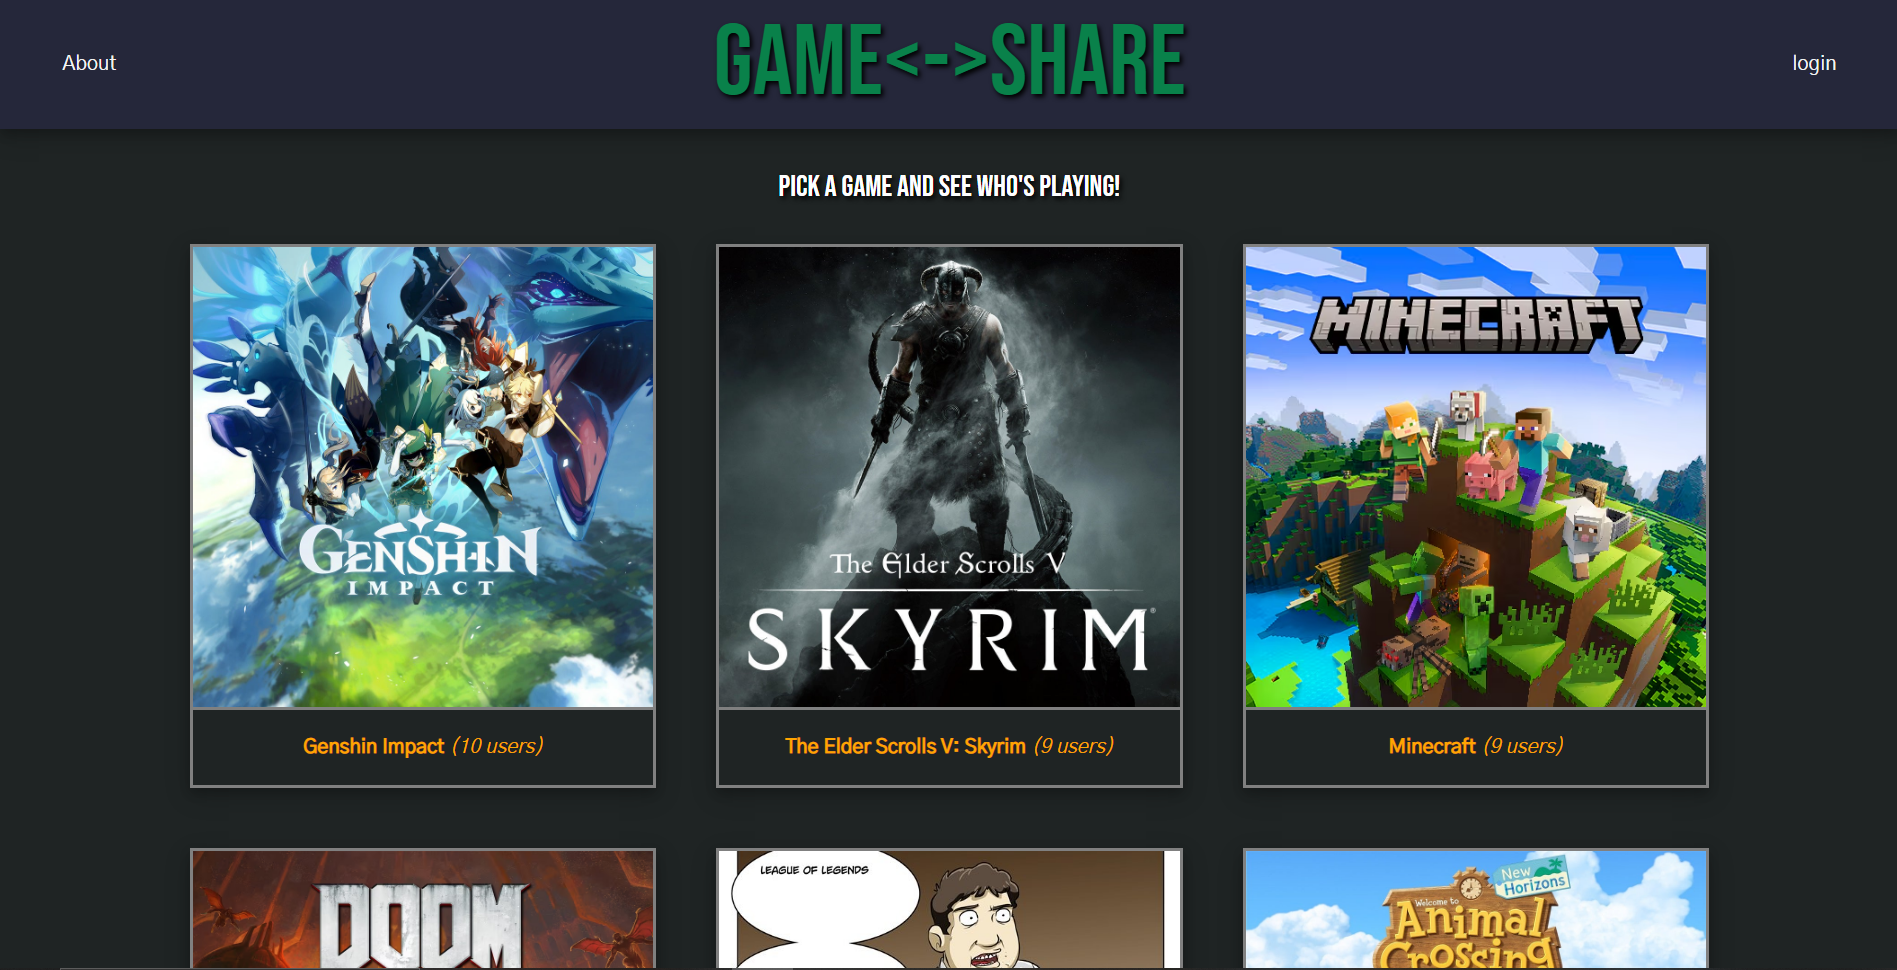 About
GAME<->SHARE
login
PICK A GAME AND SEE WHO'S PLAYING!
GENSHIN
IMPACT
The Elder Scrolls V
SKYRIM®
MINECRAFT
Genshin Impact (10 users)
The Elder Scrolls V: Skyrim (9 users)
Minecraft (9 users)
DOOM
LEAGUE OF LEGENDS
New
Horizons
Welcome to
Animal
Crossing